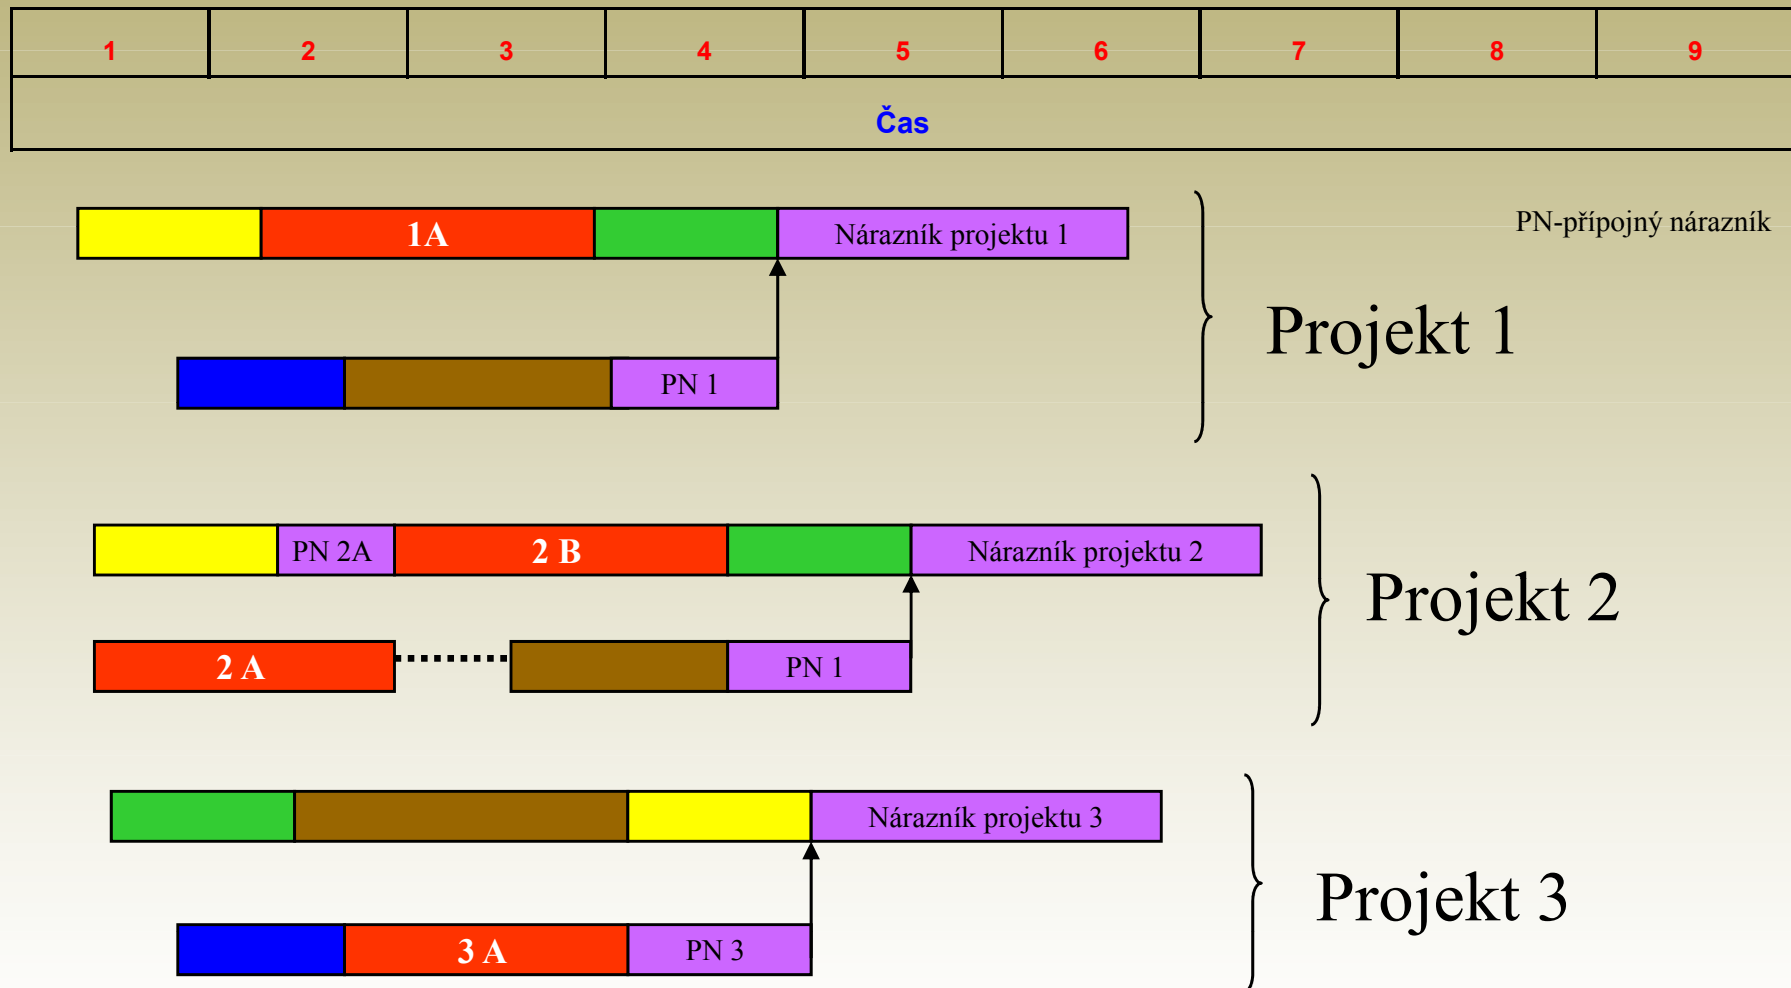 1 2 3 4 5 6 7 8 9
Čas
1A
Nárazník projektu 1
PN-přípojný nárazník
Projekt 1
PN 1
PN 2A
2 B
Nárazník projektu 2
Projekt 2
2 A
PN 1
Nárazník projektu 3
Projekt 3
3 A
PN 3